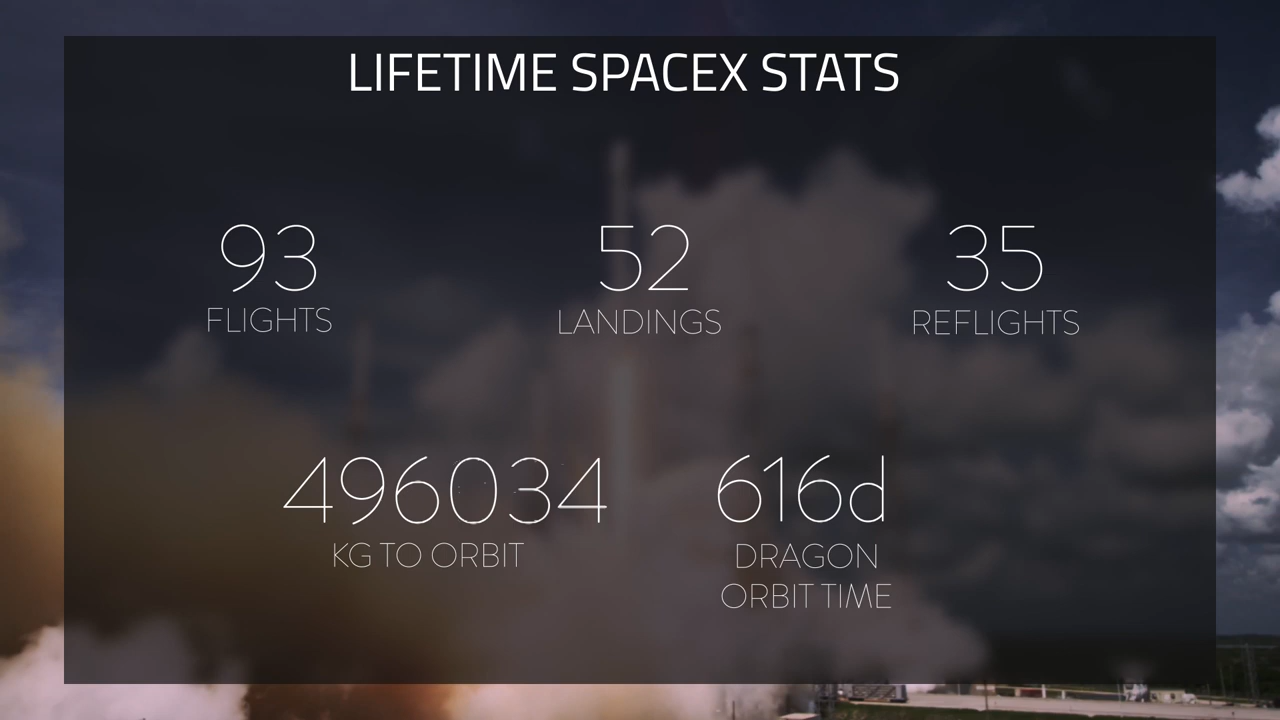 LIFETIME SPACEX STATS
93 52 35
FLIGHTS LANDINGS REFLIGHTS
496034 616d
KG TO ORBIT DRAGON
ORBIT TIME